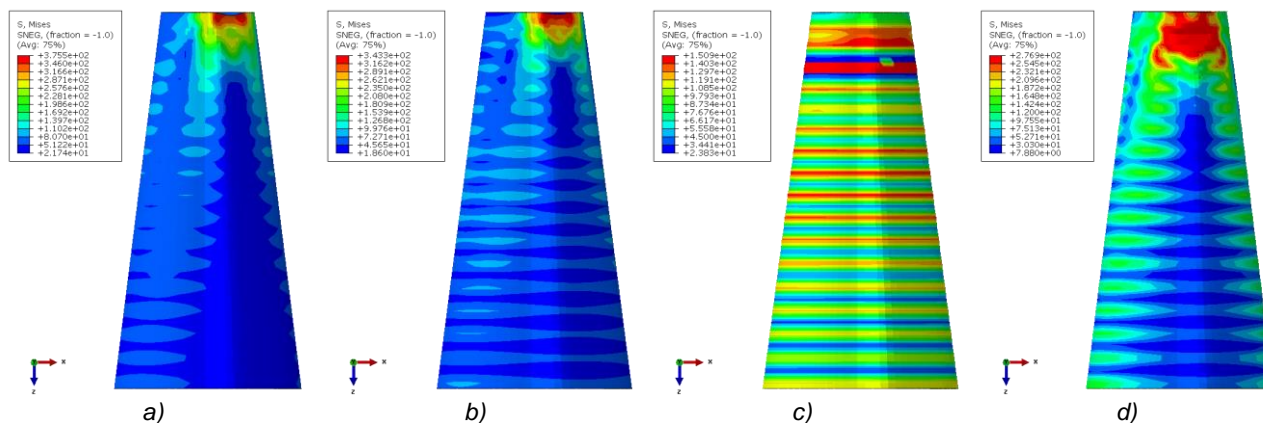 S, Mises
SNEG, (fraction = -1.0)
(Avg: 75%)
+3.755e+02
+3.460e+02
+3.166e+02
+2.871e+02
+2.576e+02
+2.281e+02
+1.986e+02
+1.692e+02
+1.397e+02
+1.102e+02
+8.070e+01
+5.122e+01
+2.174e+01
Y
X
Z
a)
S, Mises
SNEG, (fraction = -1.0)
(Avg: 75%)
+3.433e+02
+3.162e+02
+2.891e+02
+2.621e+02
+2.350e+02
+2.080e+02
+1.809e+02
+1.539e+02
+1.268e+02
+9.976e+01
+7.271e+01
+4.565e+01
+1.860e+01
Y
X
Z
b)
S, Mises
SNEG, (fraction = -1.0)
(Avg: 75%)
+1.509e+02
+1.403e+02
+1.297e+02
+1.191e+02
+1.085e+02
+9.793e+01
+8.734e+01
+7.676e+01
+6.617e+01
+5.558e+01
+4.500e+01
+3.441e+01
+2.383e+01
Y
X
Z
c)
S, Mises
SNEG, (fraction = -1.0)
(Avg: 75%)
+2.769e+02
+2.545e+02
+2.321e+02
+2.096e+02
+1.872e+02
+1.648e+02
+1.424e+02
+1.200e+02
+9.755e+01
+7.513e+01
+5.271e+01
+3.030e+01
+7.880e+00
Y
X
Z
d)